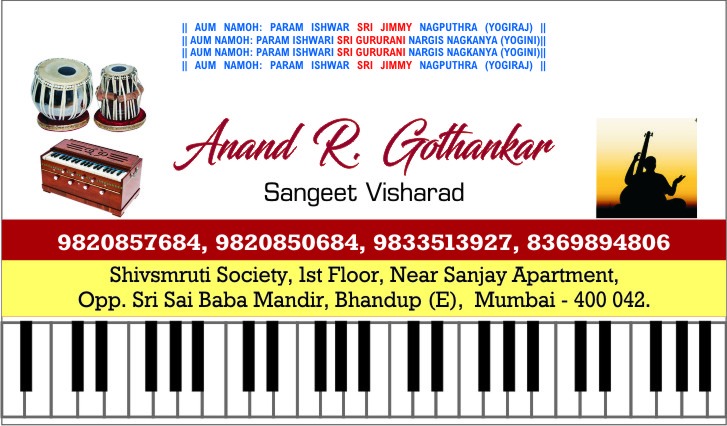 || AUM NAMOH: PARAM ISHWAR SRI JIMMY NAGPUTHRA (YOGIRAJ) ||
|| AUM NAMOH: PARAM ISHWARI SRI GURURANI NARGIS NAGKANYA (YOGINI)||
|| AUM NAMOH: PARAM ISHWARI SRI GURURANI NARGIS NAGKANYA (YOGINI)||
|| AUM NAMOH: PARAM ISHWAR SRI JIMMY NAGPUTHRA (YOGIRAJ) ||
Anand R. Gothankar
Sangeet Visharad
9820857684, 9820850684, 9833513927, 8369894806
Shivsmruti Society, 1st Floor, Near Sanjay Apartment,
Opp. Sri Sai Baba Mandir, Bhandup (E), Mumbai - 400 042.